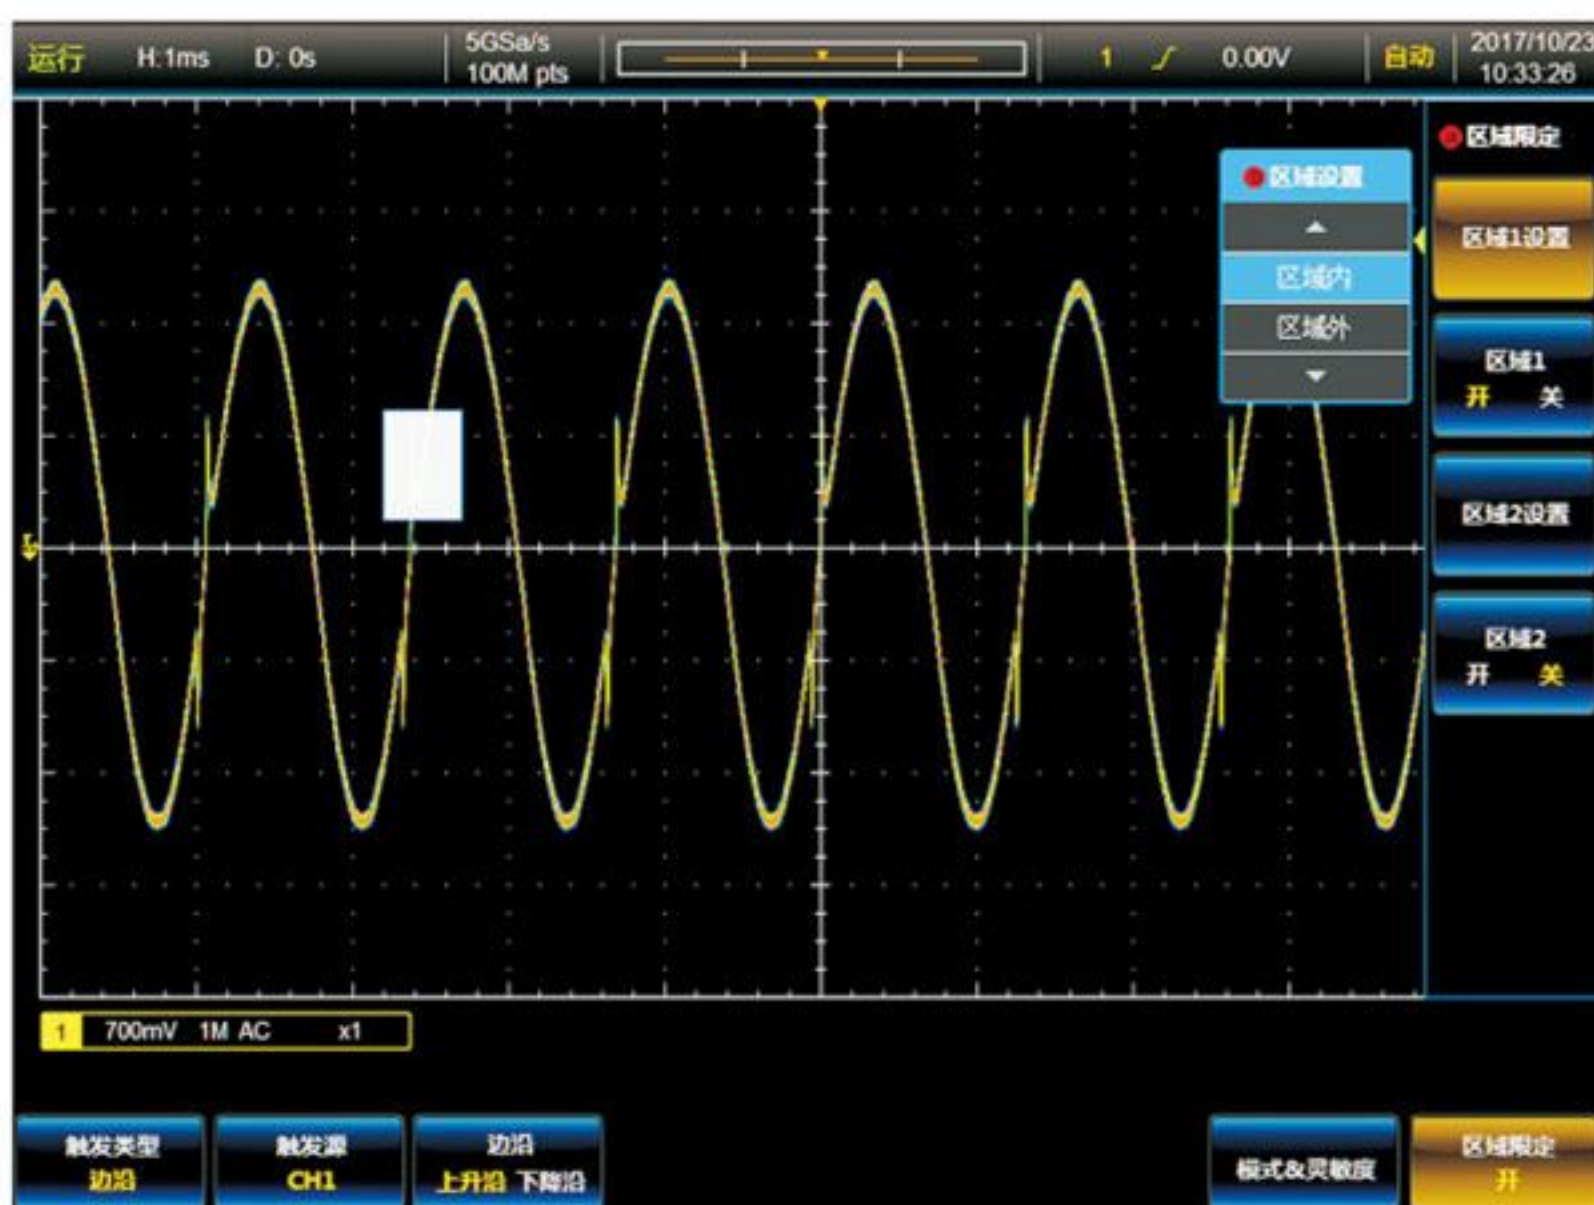 运行 H:1ms D: 0s 5GSa/s 1 0.00V 自动 2017/10/23
100M pts 10:33:26
区域限定
区域设置
区域1设置
区域内
区域外
区域1
开 关
区域2设置
区域2
开 关
1 700mV 1M AC x1
触发类型 触发源 边沿 区域限定
边沿 CH1 上升沿 下降沿 模式&灵敏度 开